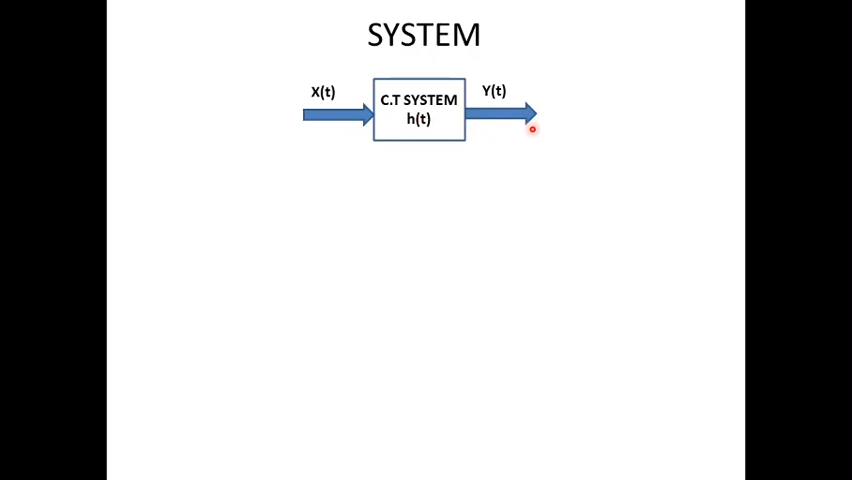 SYSTEM
X(t)
C.T SYSTEM
h(t)
Y(t)